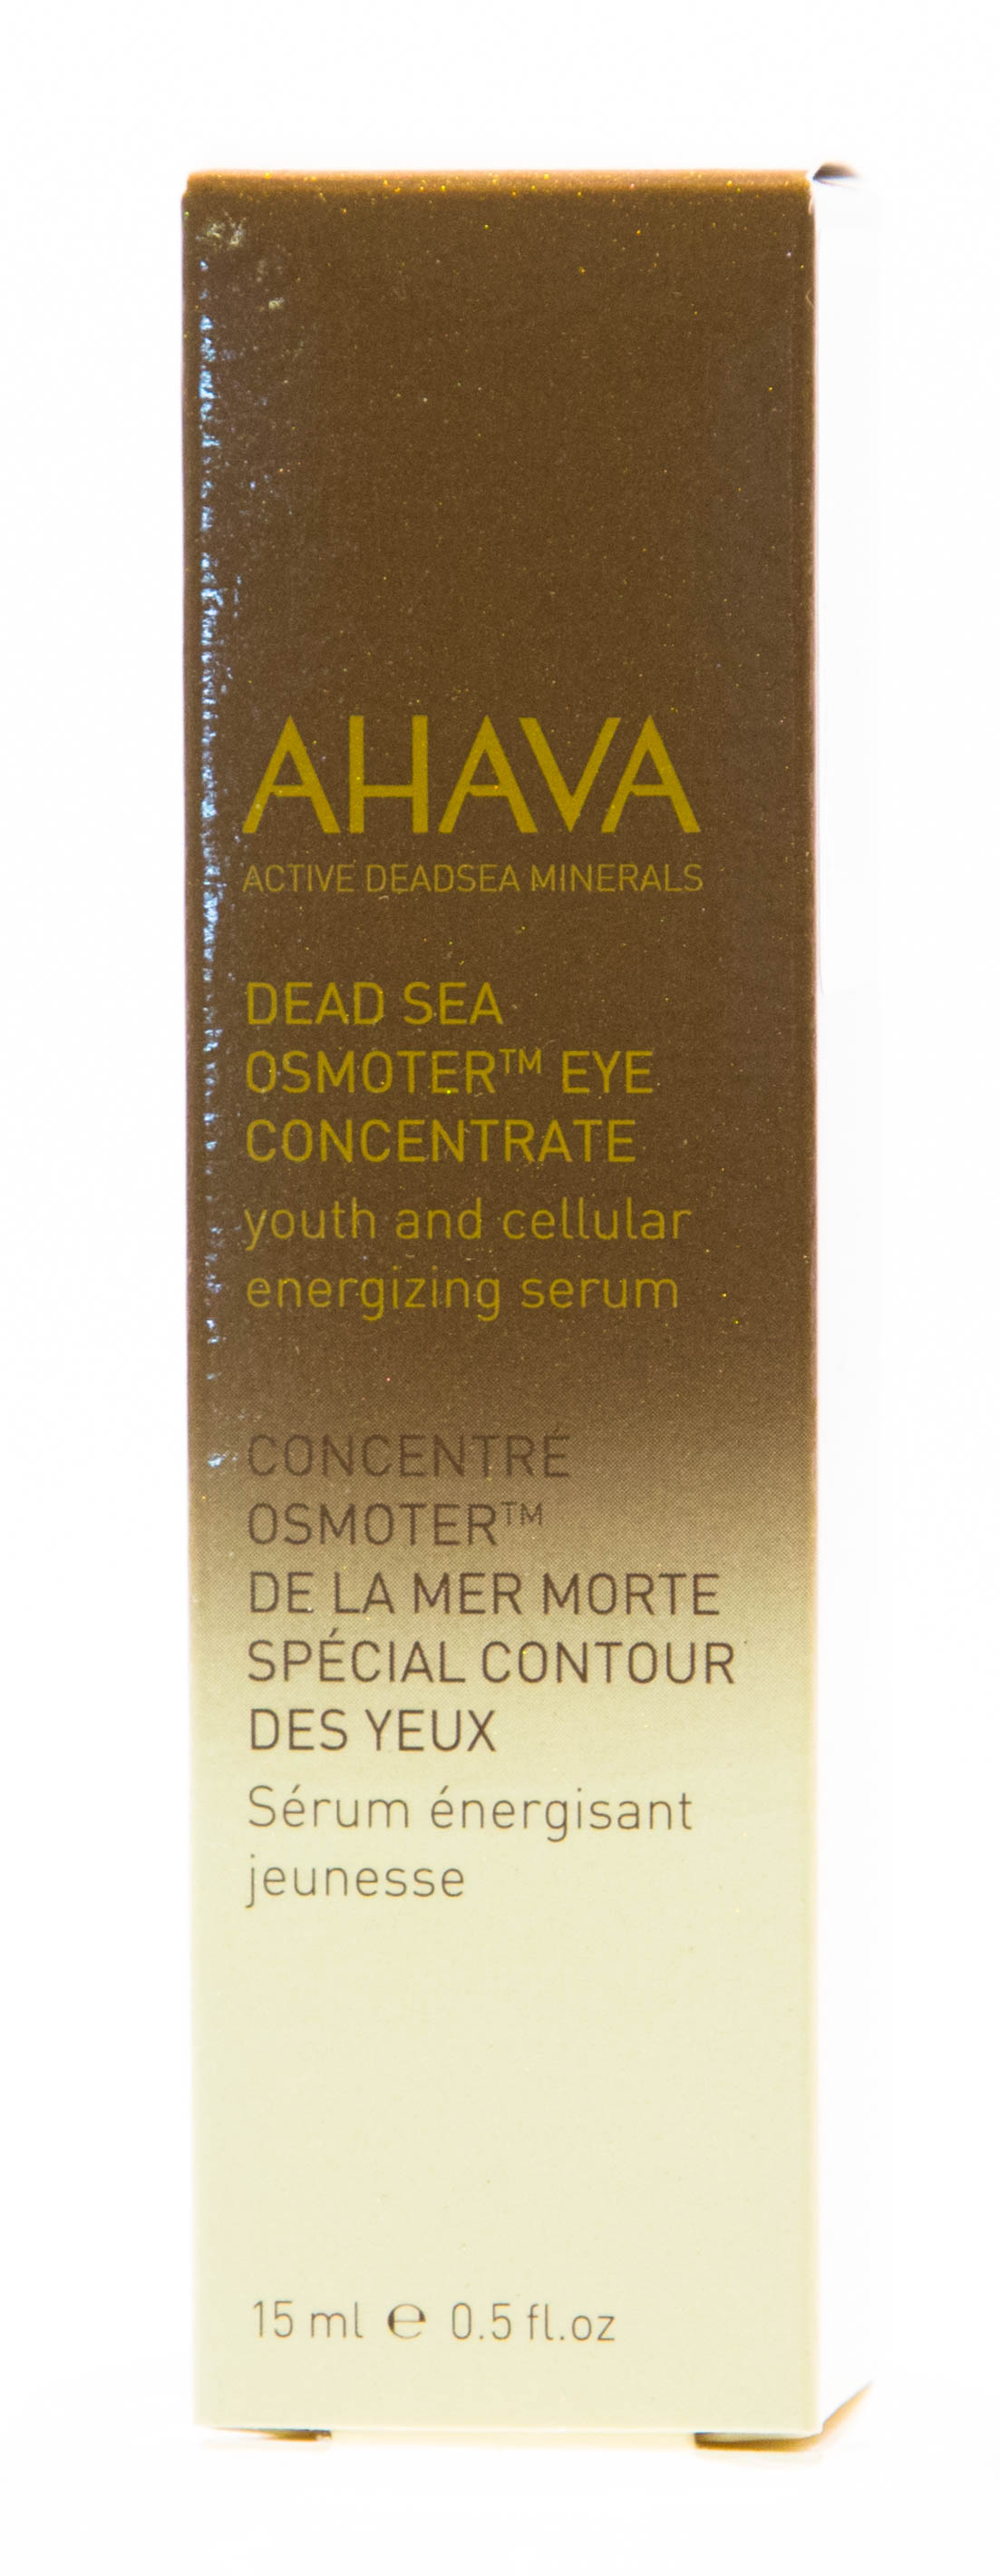 AHAVA
ACTIVE DEADSEA MINERALS
DEAD SEA
OSMOTER™ EYE
CONCENTRATE
youth and cellular
energizing serum
CONCENTRÉ
OSMOTER™
DE LA MER MORTE
SPÉCIAL CONTOUR
DES YEUX
Sérum énergisant
jeunesse
15 ml ℮ 0.5 fl.oz